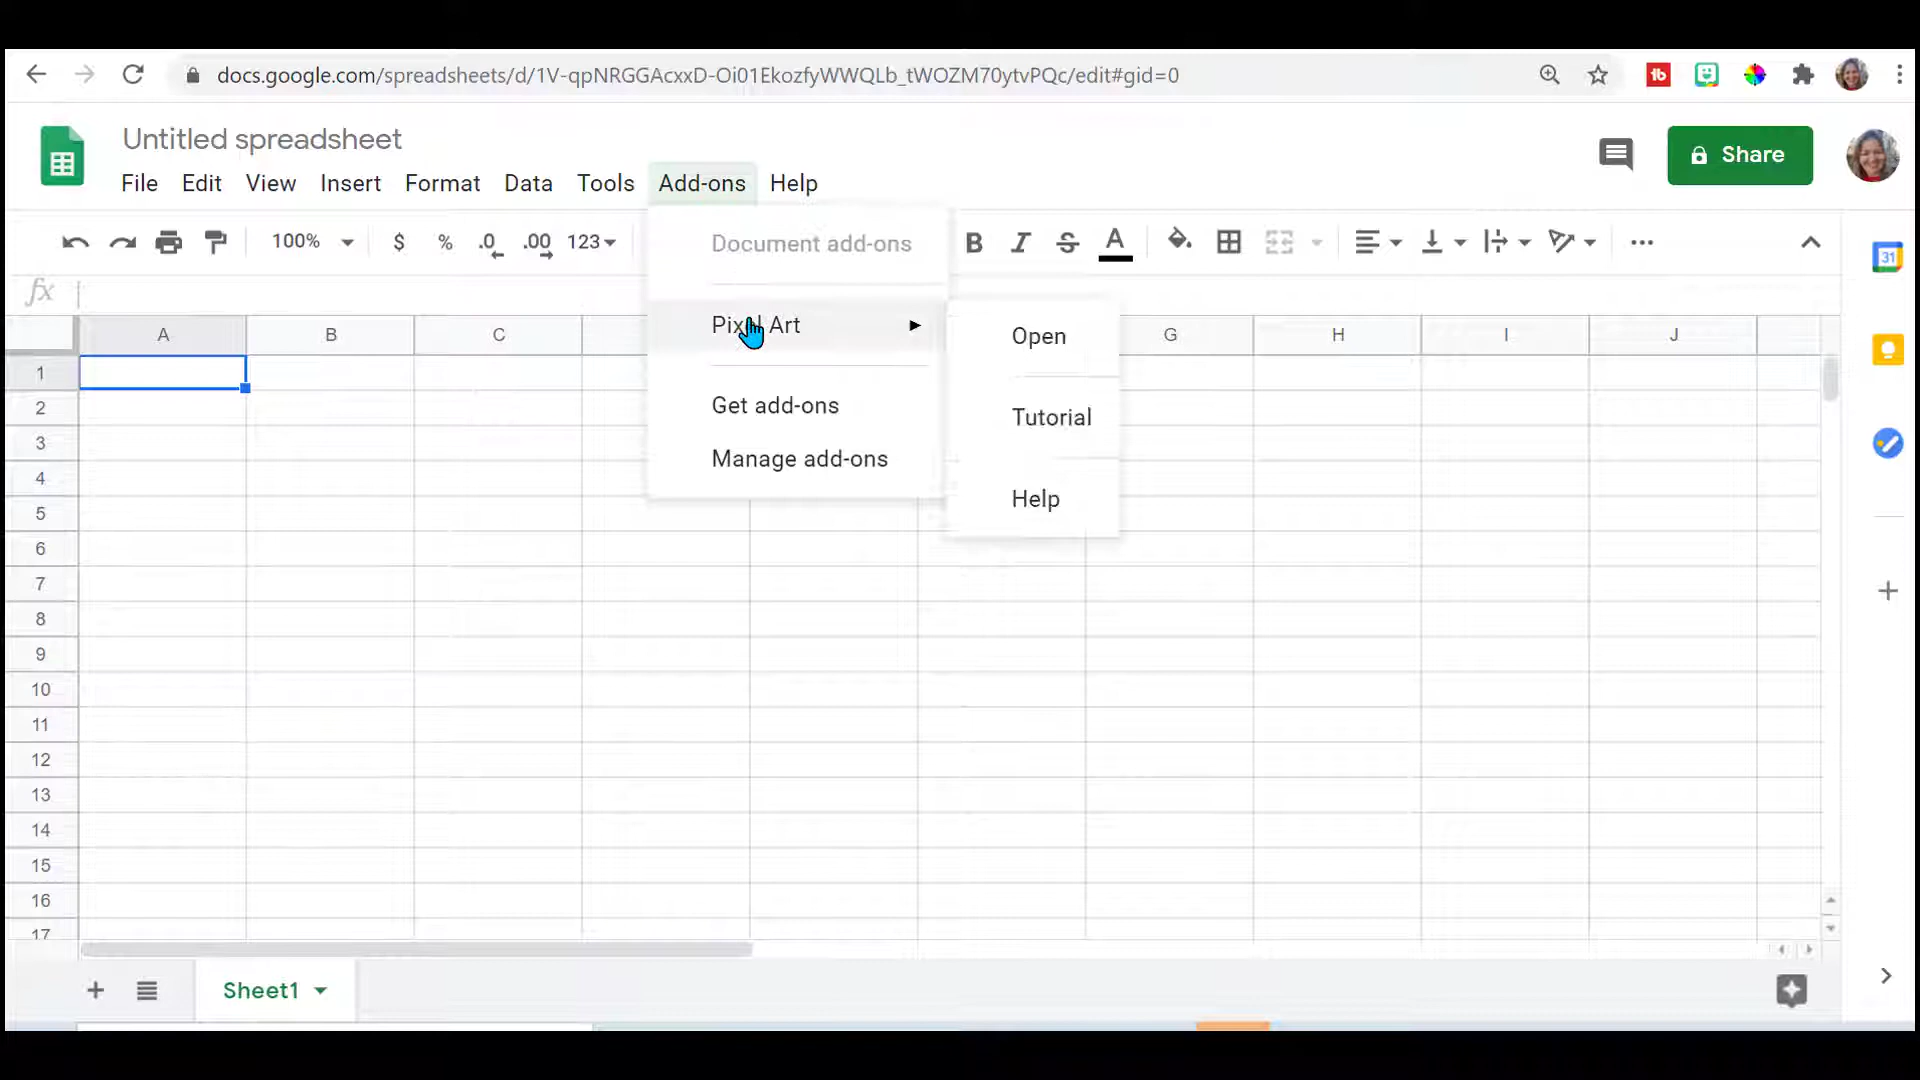 docs.google.com/spreadsheets/d/1V-qpNRGGAcxxD-Oi01EkozfyWWQLb_tWOZM70ytvPQc/edit#gid=0
Untitled spreadsheet
File Edit View Insert Format Data Tools Add-ons Help
Share
100% $ % .0 .00 123 B I S A
31
Document add-ons
fx
Pixel Art
Open
Get add-ons
Tutorial
Manage add-ons
Help
A B C G H I J
1
2
3
4
5
6
7
8
9
10
11
12
13
14
15
16
17
Sheet1